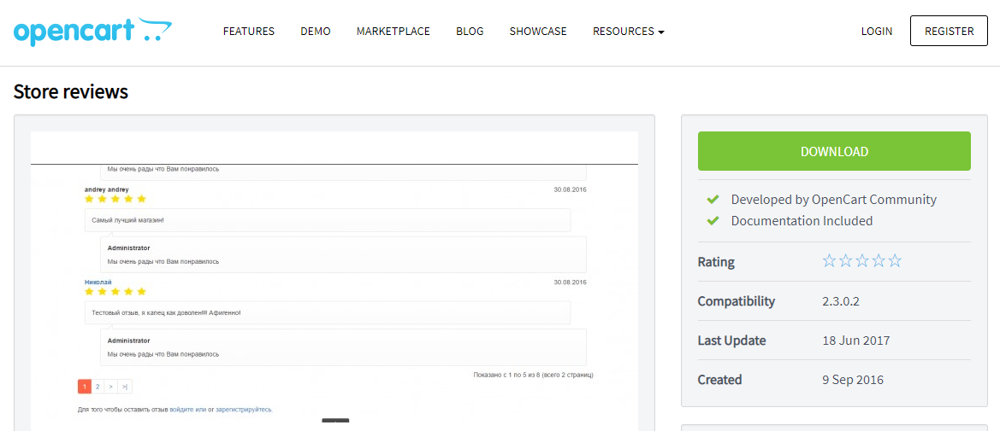 opencart
FEATURES DEMO MARKETPLACE BLOG SHOWCASE RESOURCES LOGIN REGISTER
Store reviews
Мы очень рады что Вам понравилось
andrey andrey 30.08.2016
Самый лучший магазин!
Administrator
Мы очень рады что Вам понравилось
Николай 30.08.2016
Тестовый отзыв, я капец как доволен!!!! Афигенно!
Administrator
Мы очень рады что Вам понравилось
Показано с 1 по 5 из 8 (всего 2 страниц)
1 2 > >|
Для того чтобы оставить отзыв войдите или or зарегистрируйтесь.
DOWNLOAD
Developed by OpenCart Community
Documentation Included
Rating
Compatibility 2.3.0.2
Last Update 18 Jun 2017
Created 9 Sep 2016